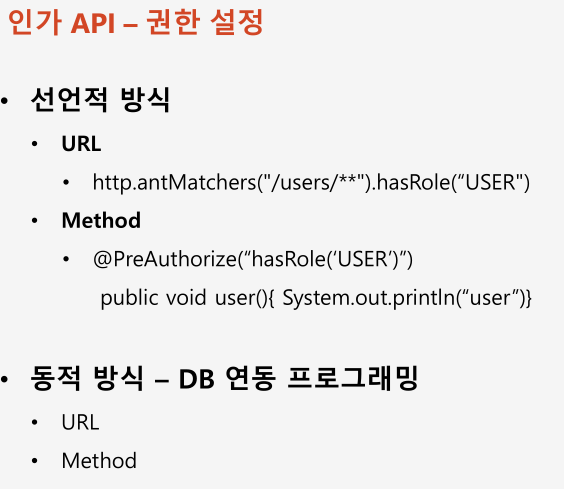 인가 API – 권한 설정
• 선언적 방식
• URL
• http.antMatchers("/users/**").hasRole(“USER")
• Method
• @PreAuthorize(“hasRole(‘USER’)”)
public void user(){ System.out.println(“user”)}
• 동적 방식 – DB 연동 프로그래밍
• URL
• Method